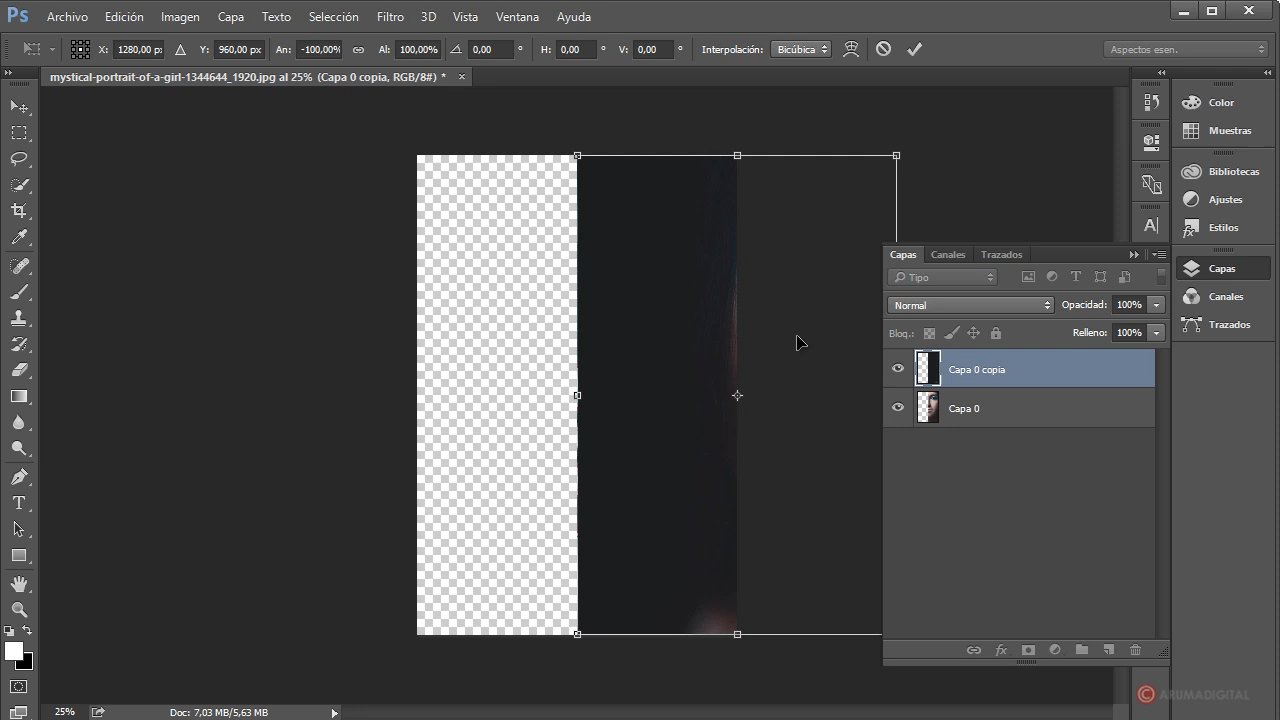 Ps Archivo Edición Imagen Capa Texto Selección Filtro 3D Vista Ventana Ayuda
X: 1280,00 px Y: 960,00 px An: -100,00% Al: 100,00% 0,00 ° H: 0,00 ° V: 0,00 ° Interpolación: Bicúbica Aspectos esen.
mystical-portrait-of-a-girl-1344644_1920.jpg al 25% (Capa 0 copia, RGB/8#) * ×
Color
Muestras
Bibliotecas
Ajustes
Estilos
Capas
Canales
Trazados
Capas Canales Trazados
Tipo
Normal Opacidad: 100%
Bloq.: Relleno: 100%
Capa 0 copia
Capa 0
fx
© ARUMADIGITAL
25% Doc: 7,03 MB/5,63 MB